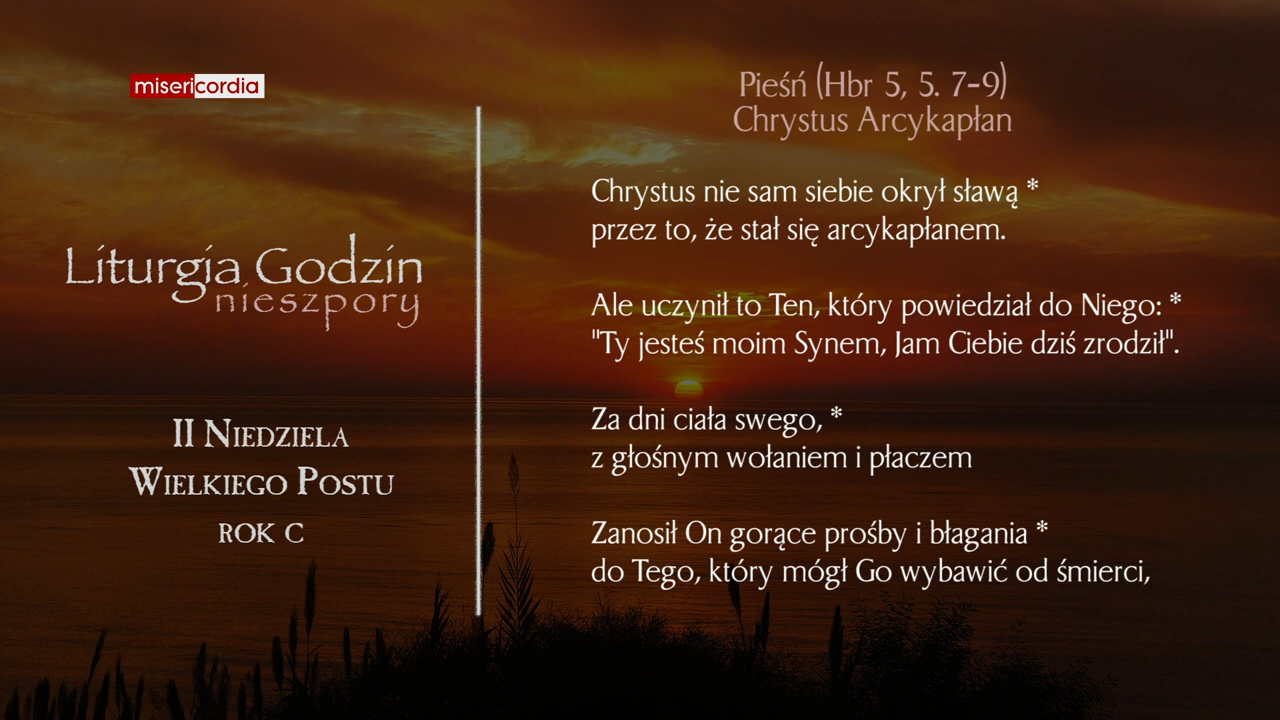 misericordia
Liturgia Godzin
nieszpory
II Niedziela
Wielkiego Postu
rok C
Pieśń (Hbr 5, 5. 7-9)
Chrystus Arcykapłan
Chrystus nie sam siebie okrył sławą *
przez to, że stał się arcykapłanem.
Ale uczynił to Ten, który powiedział do Niego: *
"Ty jesteś moim Synem, Jam Ciebie dziś zrodził".
Za dni ciała swego, *
z głośnym wołaniem i płaczem
Zanosił On gorące prośby i błagania *
do Tego, który mógł Go wybawić od śmierci,